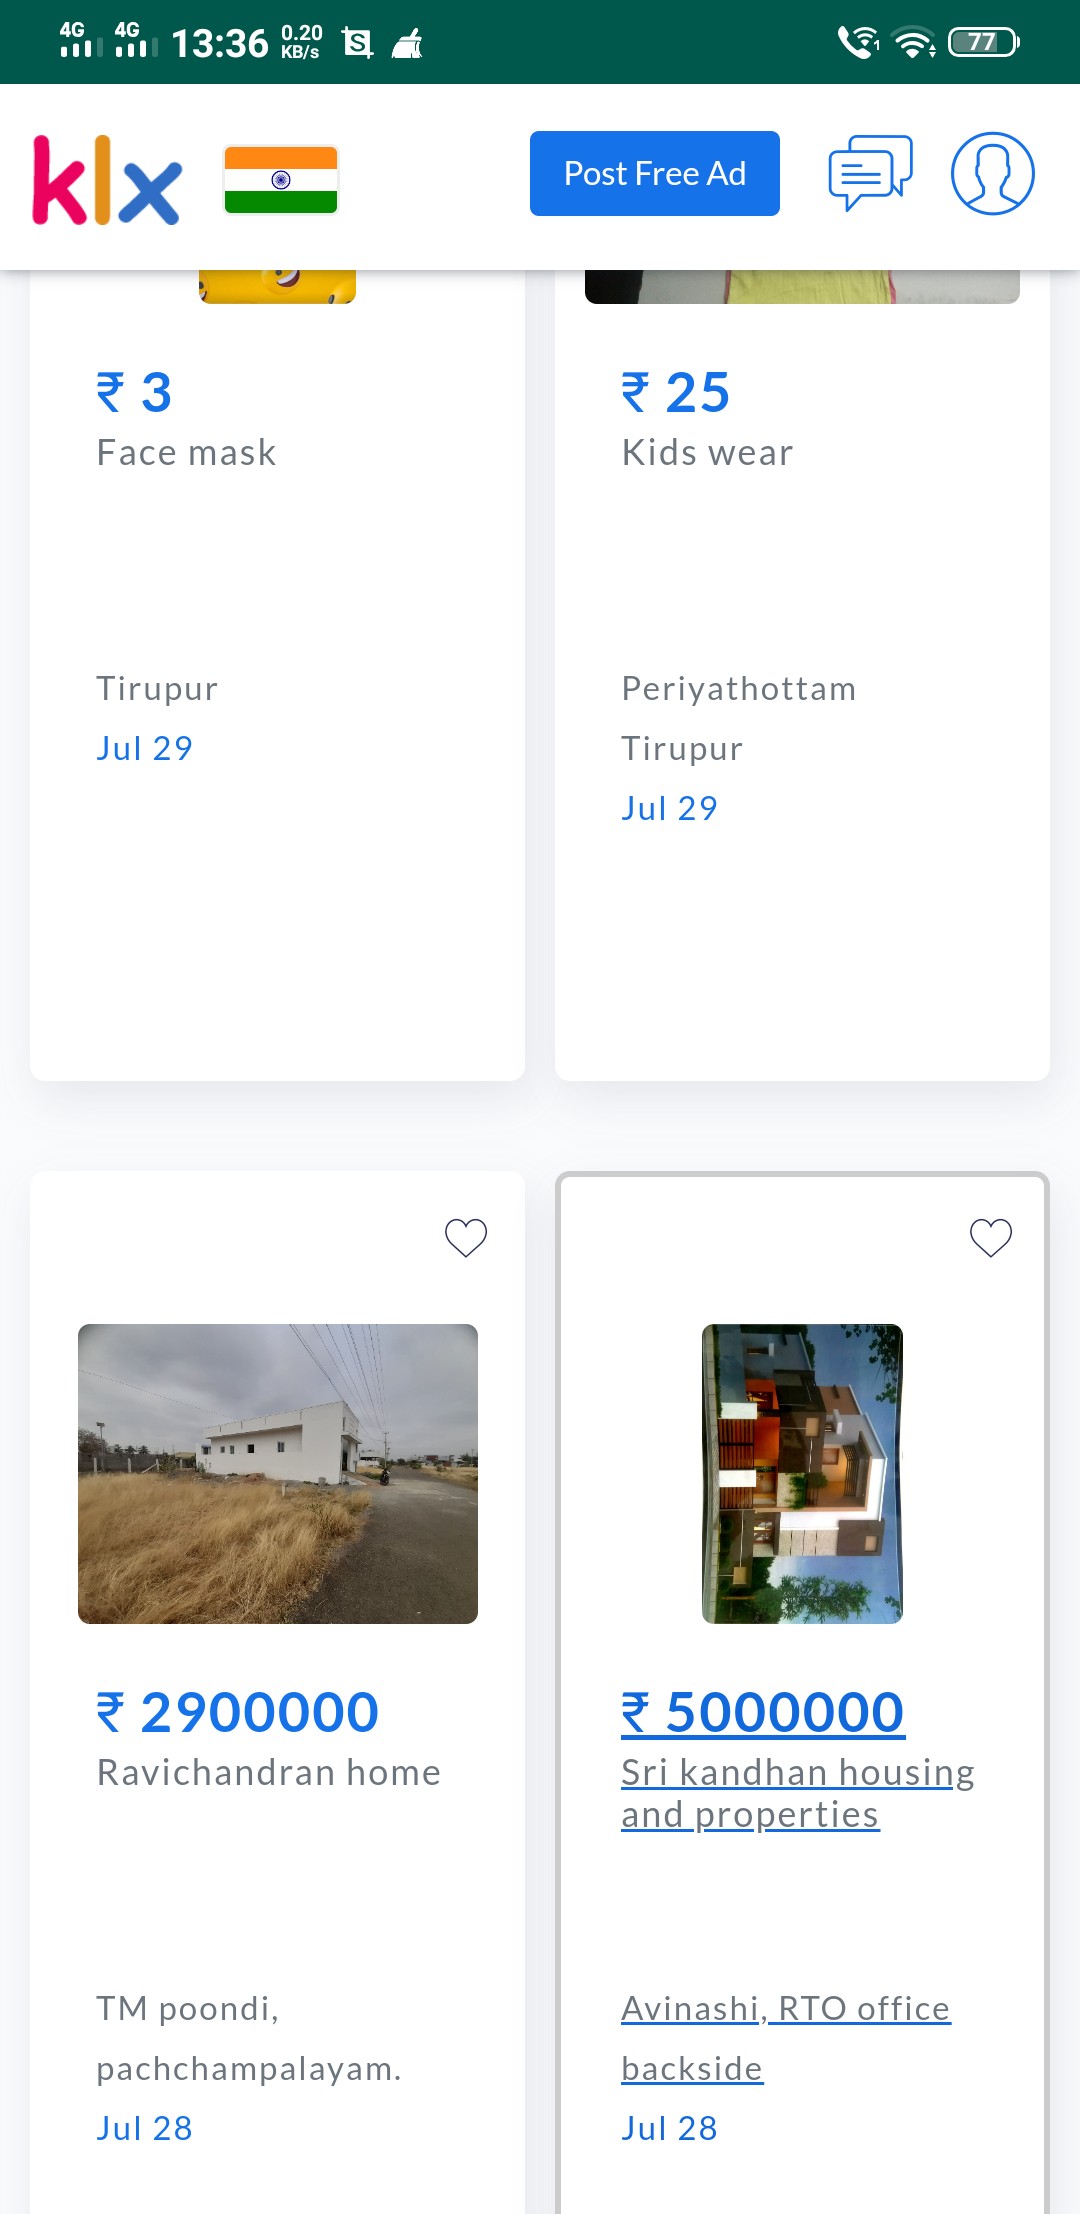 4G 4G 13:36 0.20 KB/s S 1 77
klx Post Free Ad
₹ 3
Face mask
Tirupur
Jul 29
₹ 25
Kids wear
Periyathottam
Tirupur
Jul 29
₹ 2900000
Ravichandran home
TM poondi,
pachchampalayam.
Jul 28
₹ 5000000
Sri kandhan housing
and properties
Avinashi, RTO office
backside
Jul 28